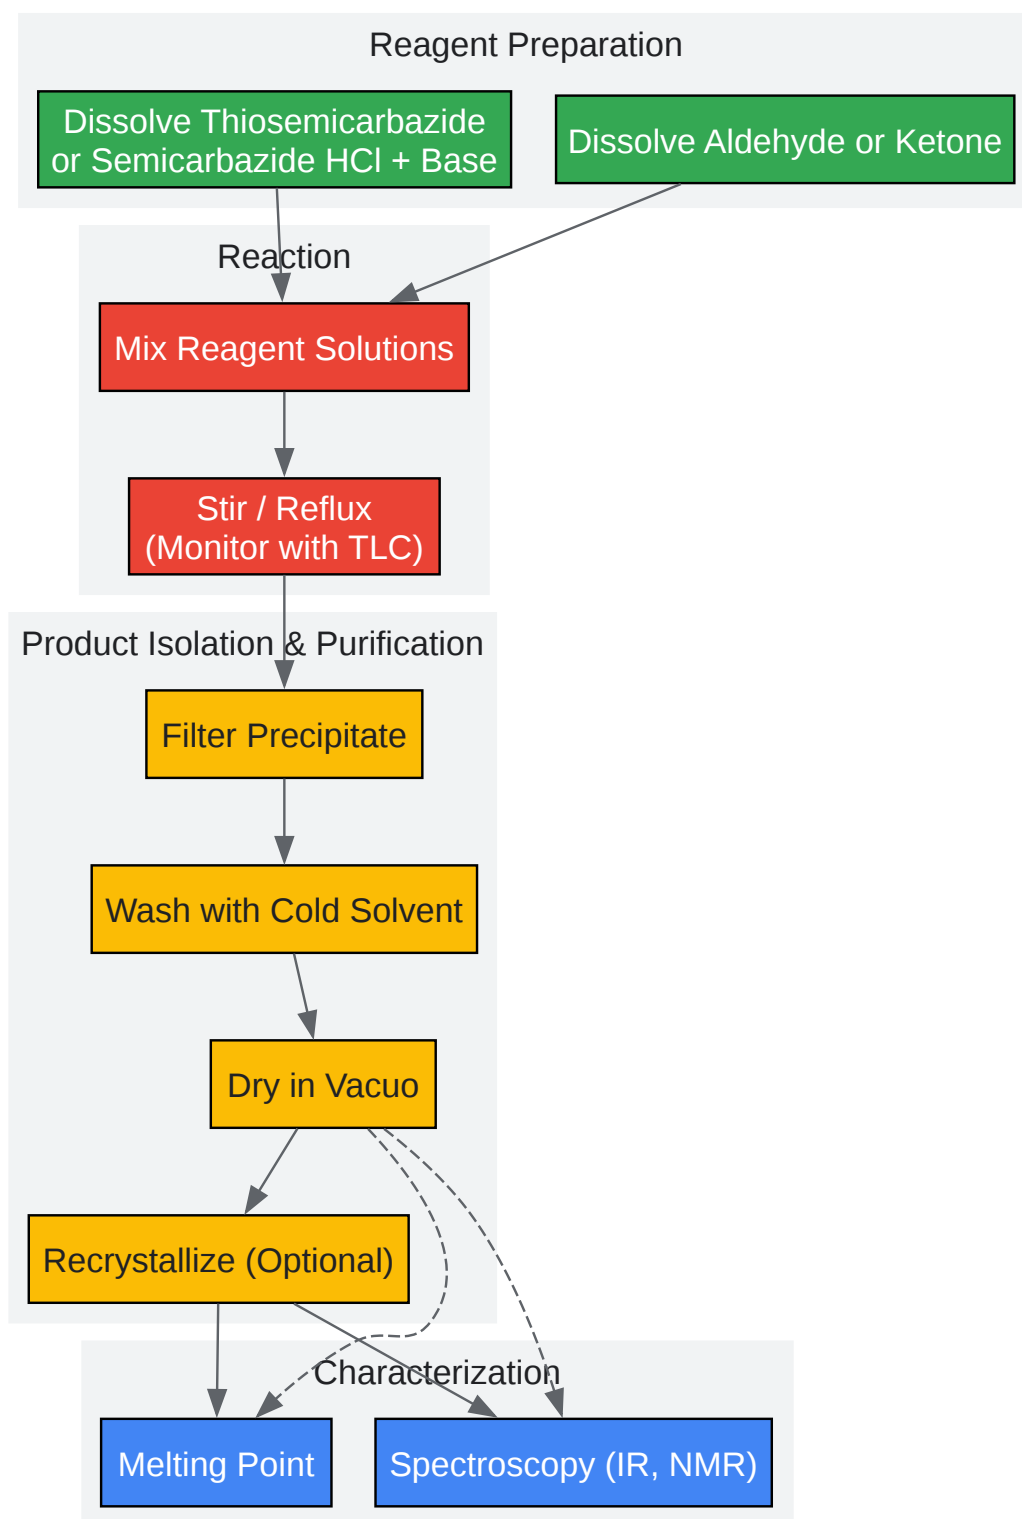 Reagent Preparation
Dissolve Thiosemicarbazide
or Semicarbazide HCl + Base
Dissolve Aldehyde or Ketone
Reaction
Mix Reagent Solutions
Stir / Reflux
(Monitor with TLC)
Product Isolation & Purification
Filter Precipitate
Wash with Cold Solvent
Dry in Vacuo
Recrystallize (Optional)
Characterization
Melting Point
Spectroscopy (IR, NMR)